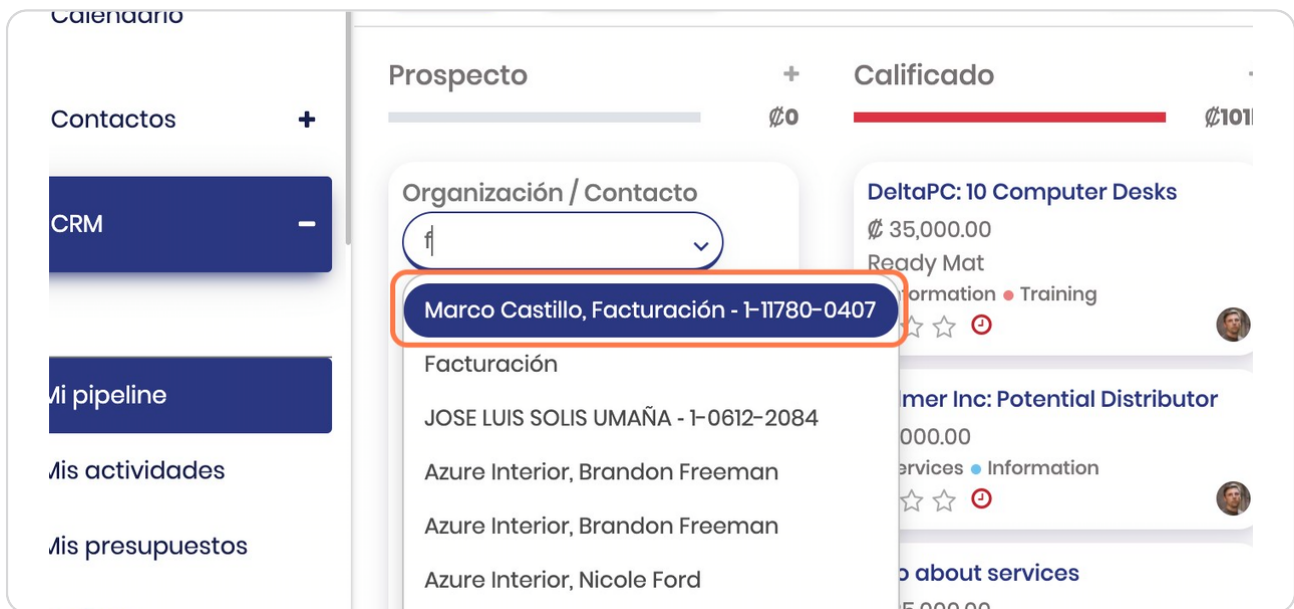 Calendario
Contactos
CRM
Mi pipeline
Mis actividades
Mis presupuestos
Prospecto +
₡0
Organización / Contacto
f
Marco Castillo, Facturación - 1-11780-0407
Facturación
JOSE LUIS SOLIS UMAÑA - 1-0612-2084
Azure Interior, Brandon Freeman
Azure Interior, Brandon Freeman
Azure Interior, Nicole Ford
Calificado
₡101
DeltaPC: 10 Computer Desks
₡ 35,000.00
Ready Mat
Training
Inc: Potential Distributor
000.00
Information
about services